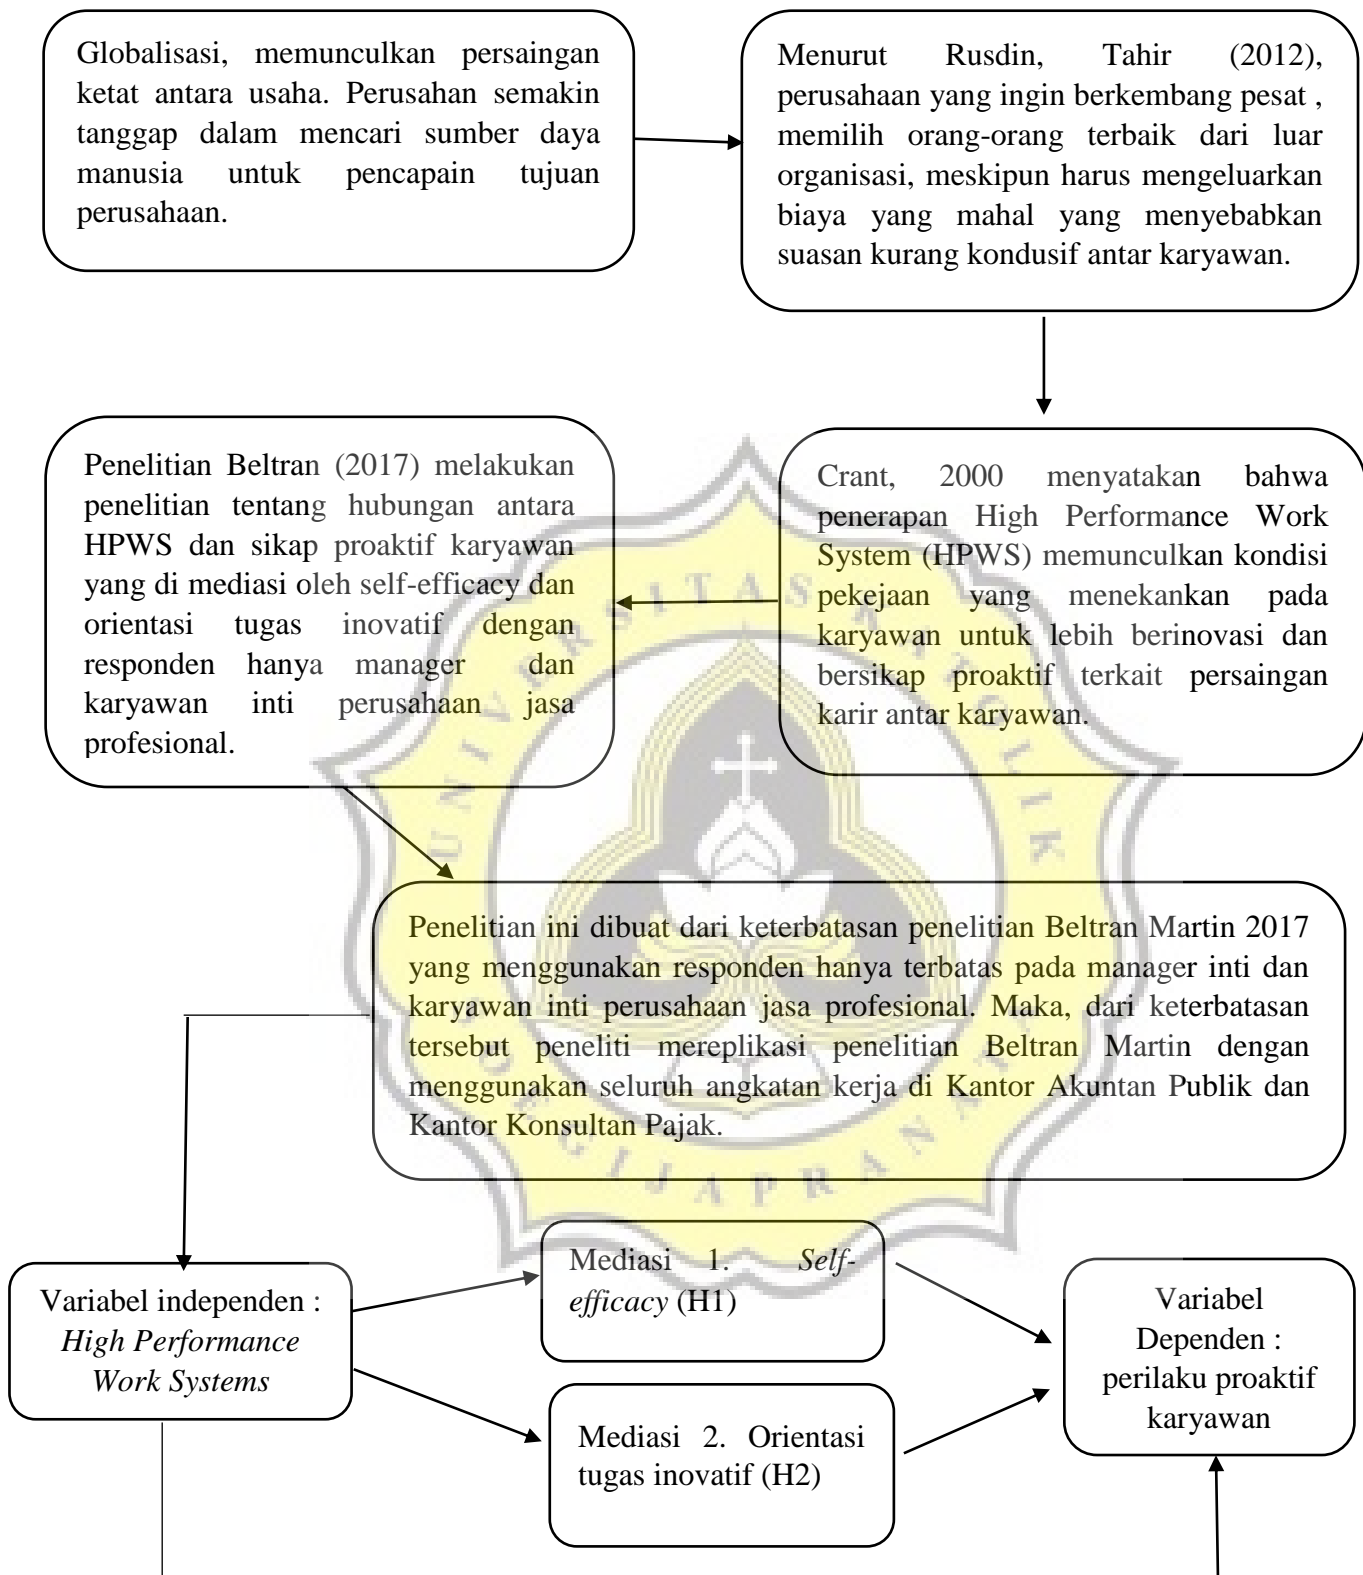 Globalisasi, memunculkan persaingan
ketat antara usaha. Perusahan semakin
tanggap dalam mencari sumber daya
manusia untuk pencapain tujuan
perusahaan.
Menurut Rusdin, Tahir (2012),
perusahaan yang ingin berkembang pesat ,
memilih orang-orang terbaik dari luar
organisasi, meskipun harus mengeluarkan
biaya yang mahal yang menyebabkan
suasan kurang kondusif antar karyawan.
Crant, 2000 menyatakan bahwa
penerapan High Performance Work
System (HPWS) memunculkan kondisi
pekejaan yang menekankan pada
karyawan untuk lebih berinovasi dan
bersikap proaktif terkait persaingan
karir antar karyawan.
Penelitian Beltran (2017) melakukan
penelitian tentang hubungan antara
HPWS dan sikap proaktif karyawan
yang di mediasi oleh self-efficacy dan
orientasi tugas inovatif dengan
responden hanya manager dan
karyawan inti perusahaan jasa
profesional.
Penelitian ini dibuat dari keterbatasan penelitian Beltran Martin 2017
yang menggunakan responden hanya terbatas pada manager inti dan
karyawan inti perusahaan jasa profesional. Maka, dari keterbatasan
tersebut peneliti mereplikasi penelitian Beltran Martin dengan
menggunakan seluruh angkatan kerja di Kantor Akuntan Publik dan
Kantor Konsultan Pajak.
Variabel independen :
High Performance
Work Systems
Mediasi 1. Self-
efficacy (H1)
Mediasi 2. Orientasi
tugas inovatif (H2)
Variabel
Dependen :
perilaku proaktif
karyawan
UNIVERSITAS KATOLIK
SOEGIJAPRANATA